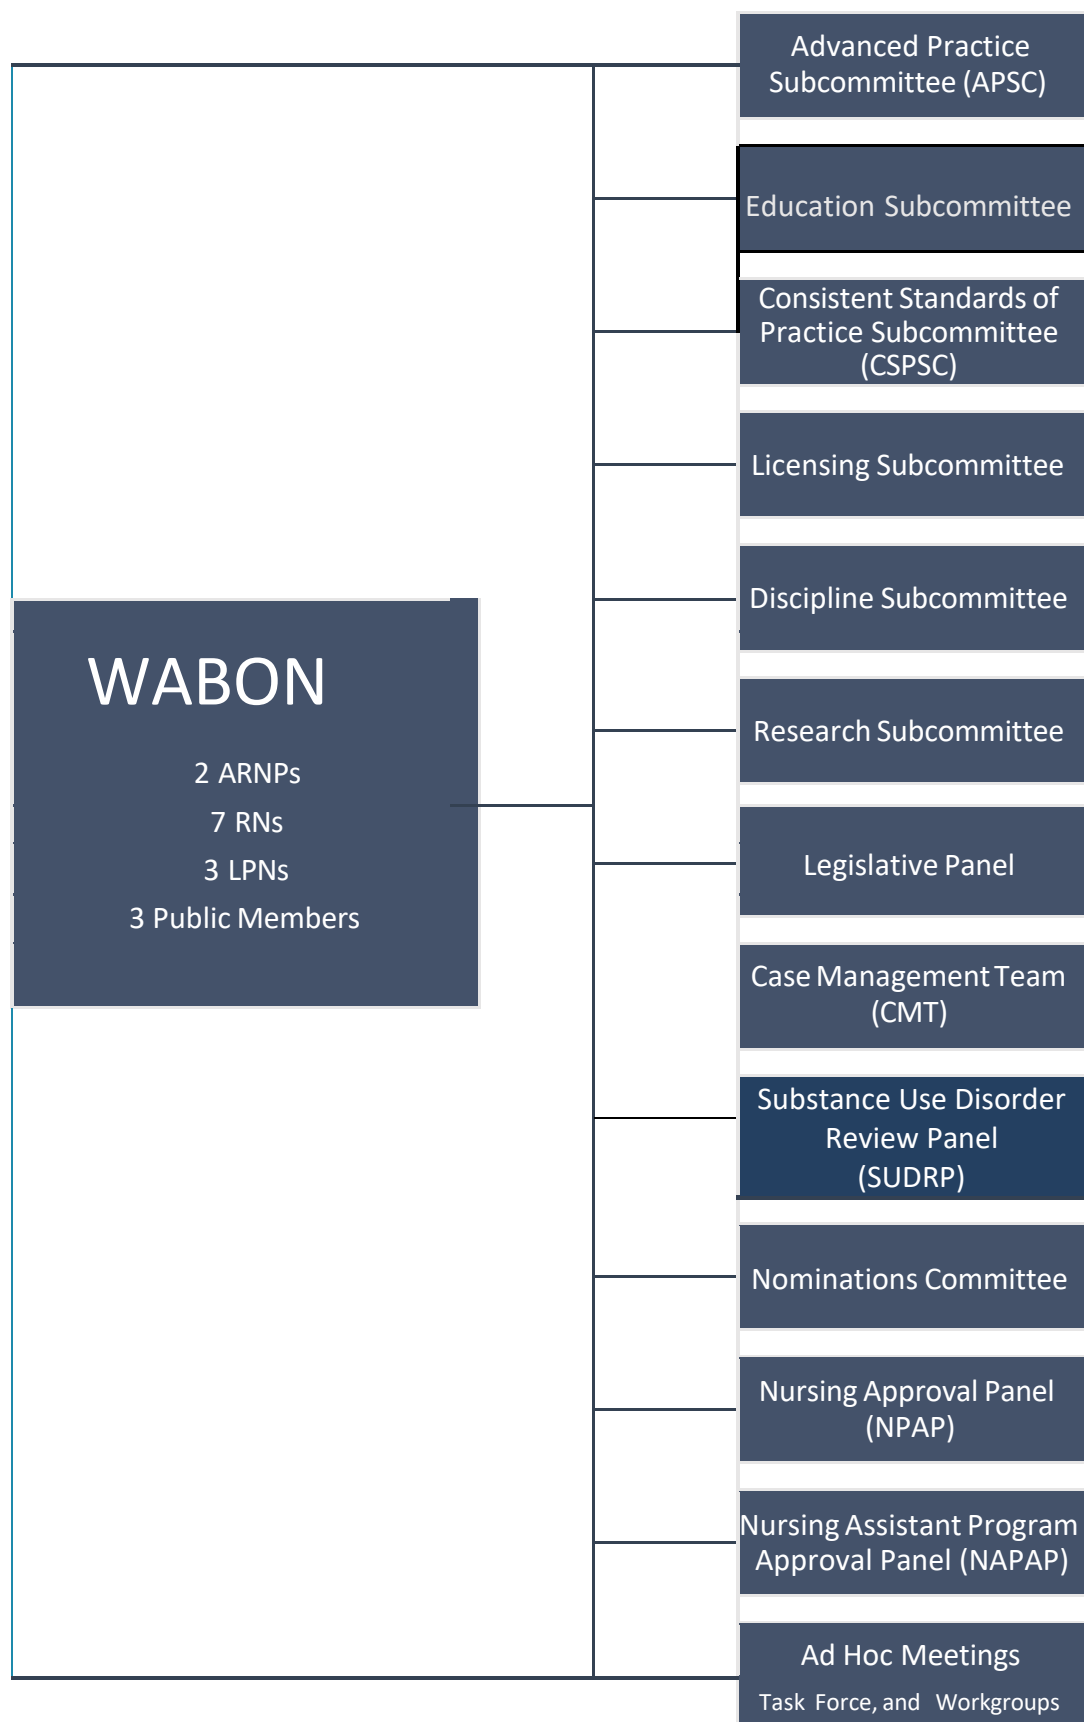 Advanced Practice
Subcommittee (APSC)
Education Subcommittee
Consistent Standards of
Practice Subcommittee
(CSPSC)
Licensing Subcommittee
Discipline Subcommittee
WABON
2 ARNPs
7 RNs
3 LPNs
3 Public Members
Research Subcommittee
Legislative Panel
Case Management Team
(CMT)
Substance Use Disorder
Review Panel
(SUDRP)
Nominations Committee
Nursing Approval Panel
(NPAP)
Nursing Assistant Program
Approval Panel (NAPAP)
Ad Hoc Meetings
Task Force, and Workgroups